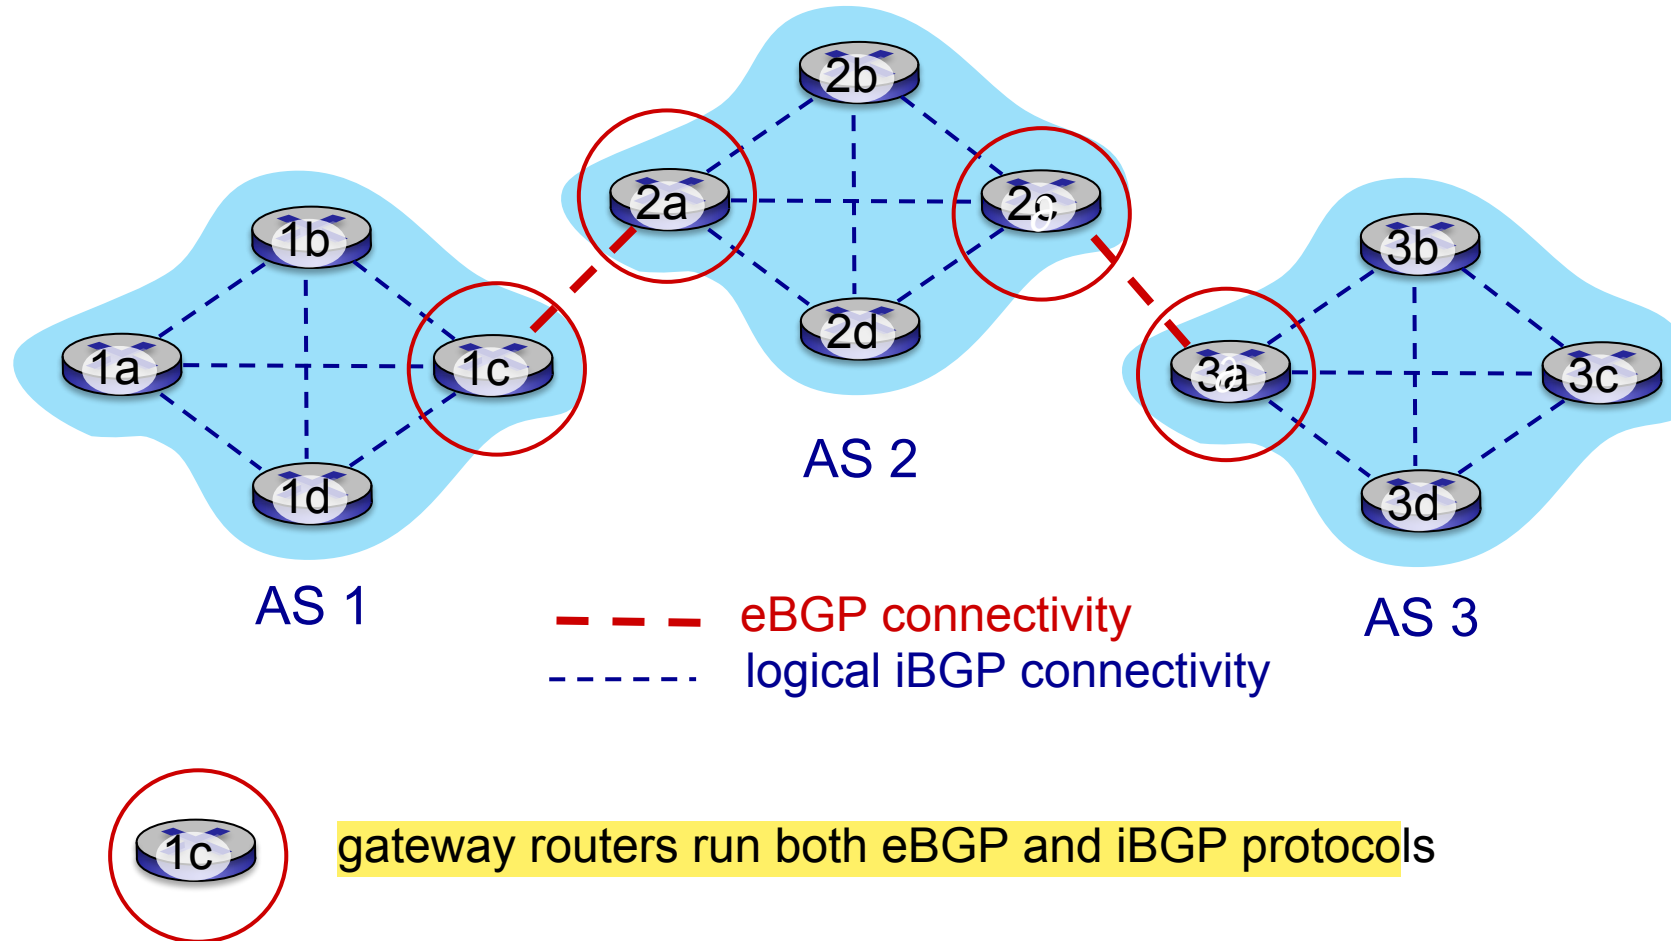 2b
2a
2c
1b
3b
2d
1a
1c
3a
3c
AS 2
1d
3d
AS 1
AS 3
eBGP connectivity
logical iBGP connectivity
1c
gateway routers run both eBGP and iBGP protocols